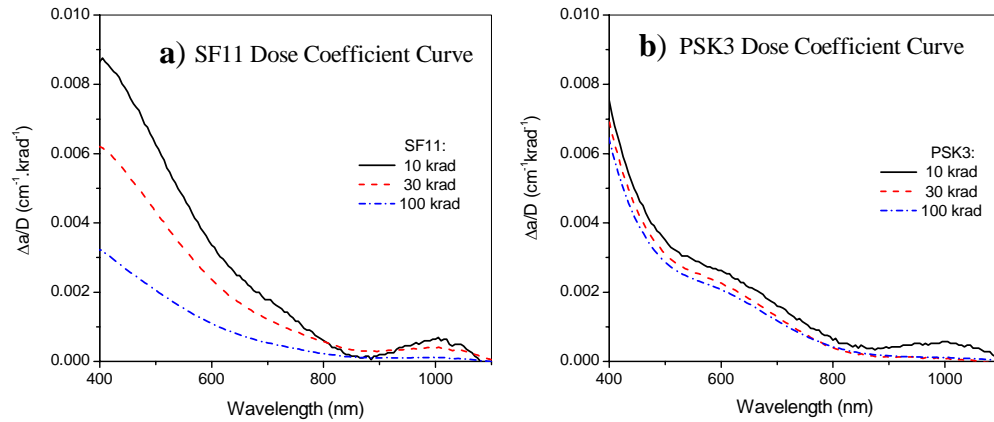 a) SF11 Dose Coefficient Curve
0.010
0.008
0.006
0.004
0.002
0.000
Δa/D (cm⁻¹.krad⁻¹)
SF11:
10 krad
30 krad
100 krad
400
600
800
1000
Wavelength (nm)
b) PSK3 Dose Coefficient Curve
0.010
0.008
0.006
0.004
0.002
0.000
Δa/D (cm⁻¹krad⁻¹)
PSK3:
10 krad
30 krad
100 krad
400
600
800
1000
Wavelength (nm)